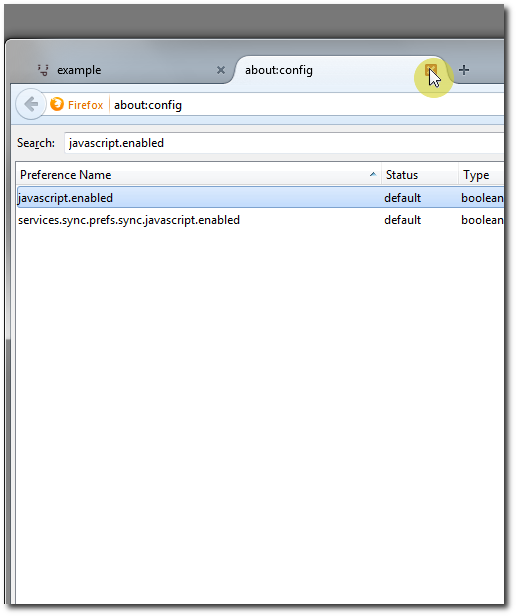 example
about:config
Firefox about:config
Search: javascript.enabled
Preference Name Status Type
javascript.enabled default boolean
services.sync.prefs.sync.javascript.enabled default boolean